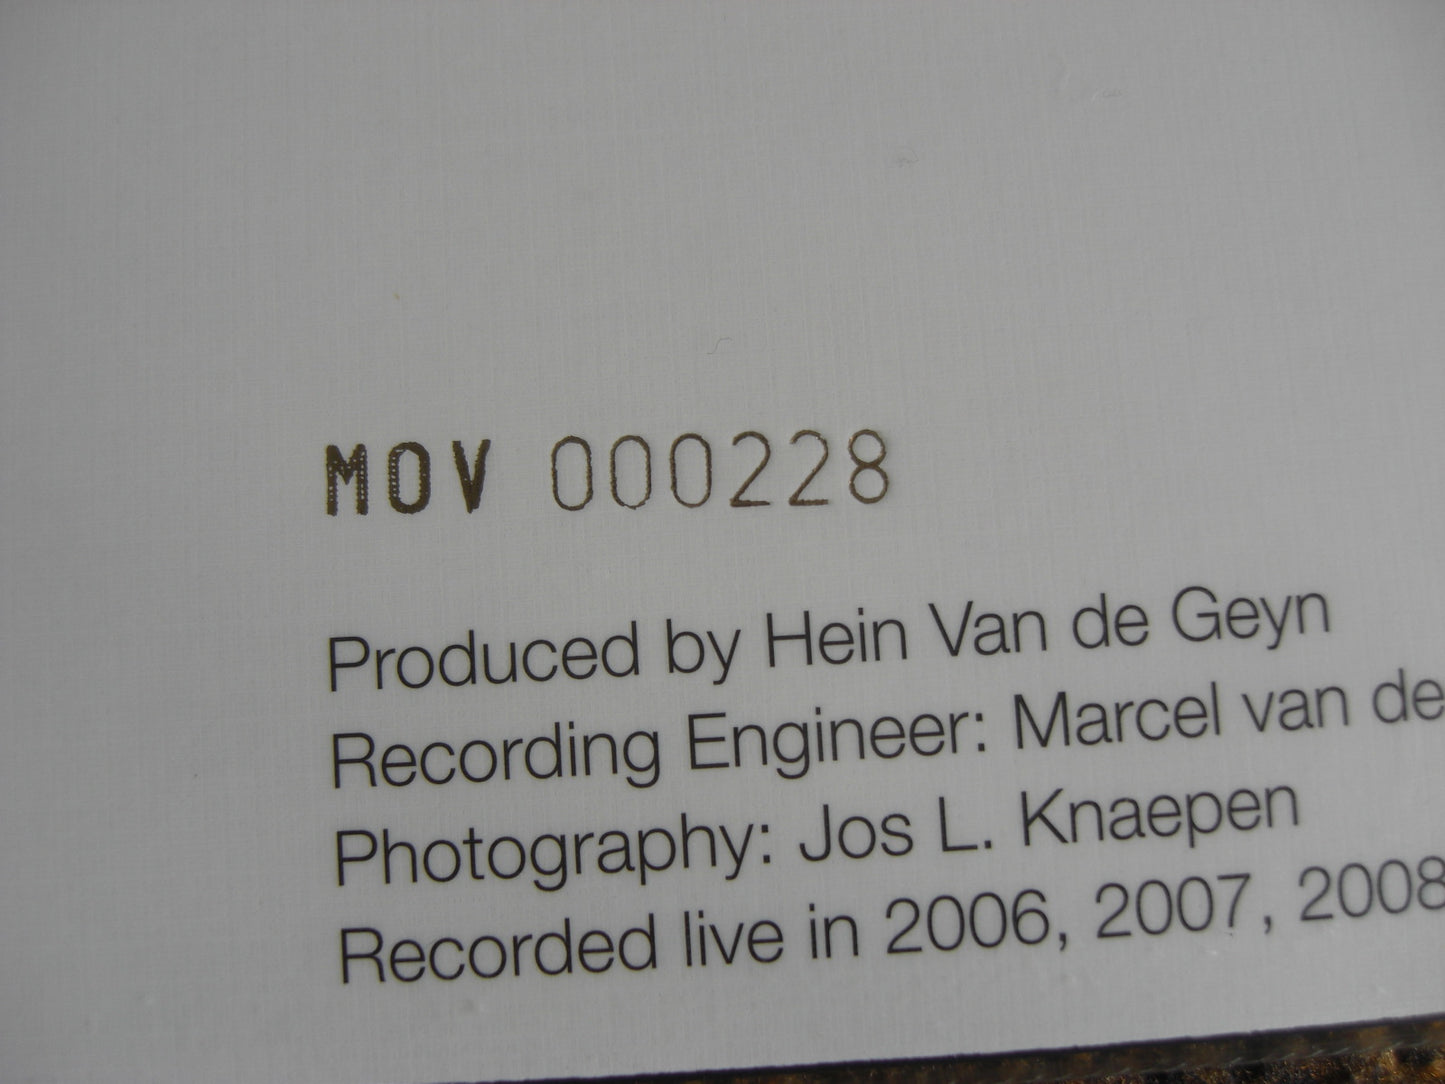 MOV 000228
Produced by Hein Van de Geyn
Recording Engineer: Marcel van de
Photography: Jos L. Knaepen
Recorded live in 2006, 2007, 2008